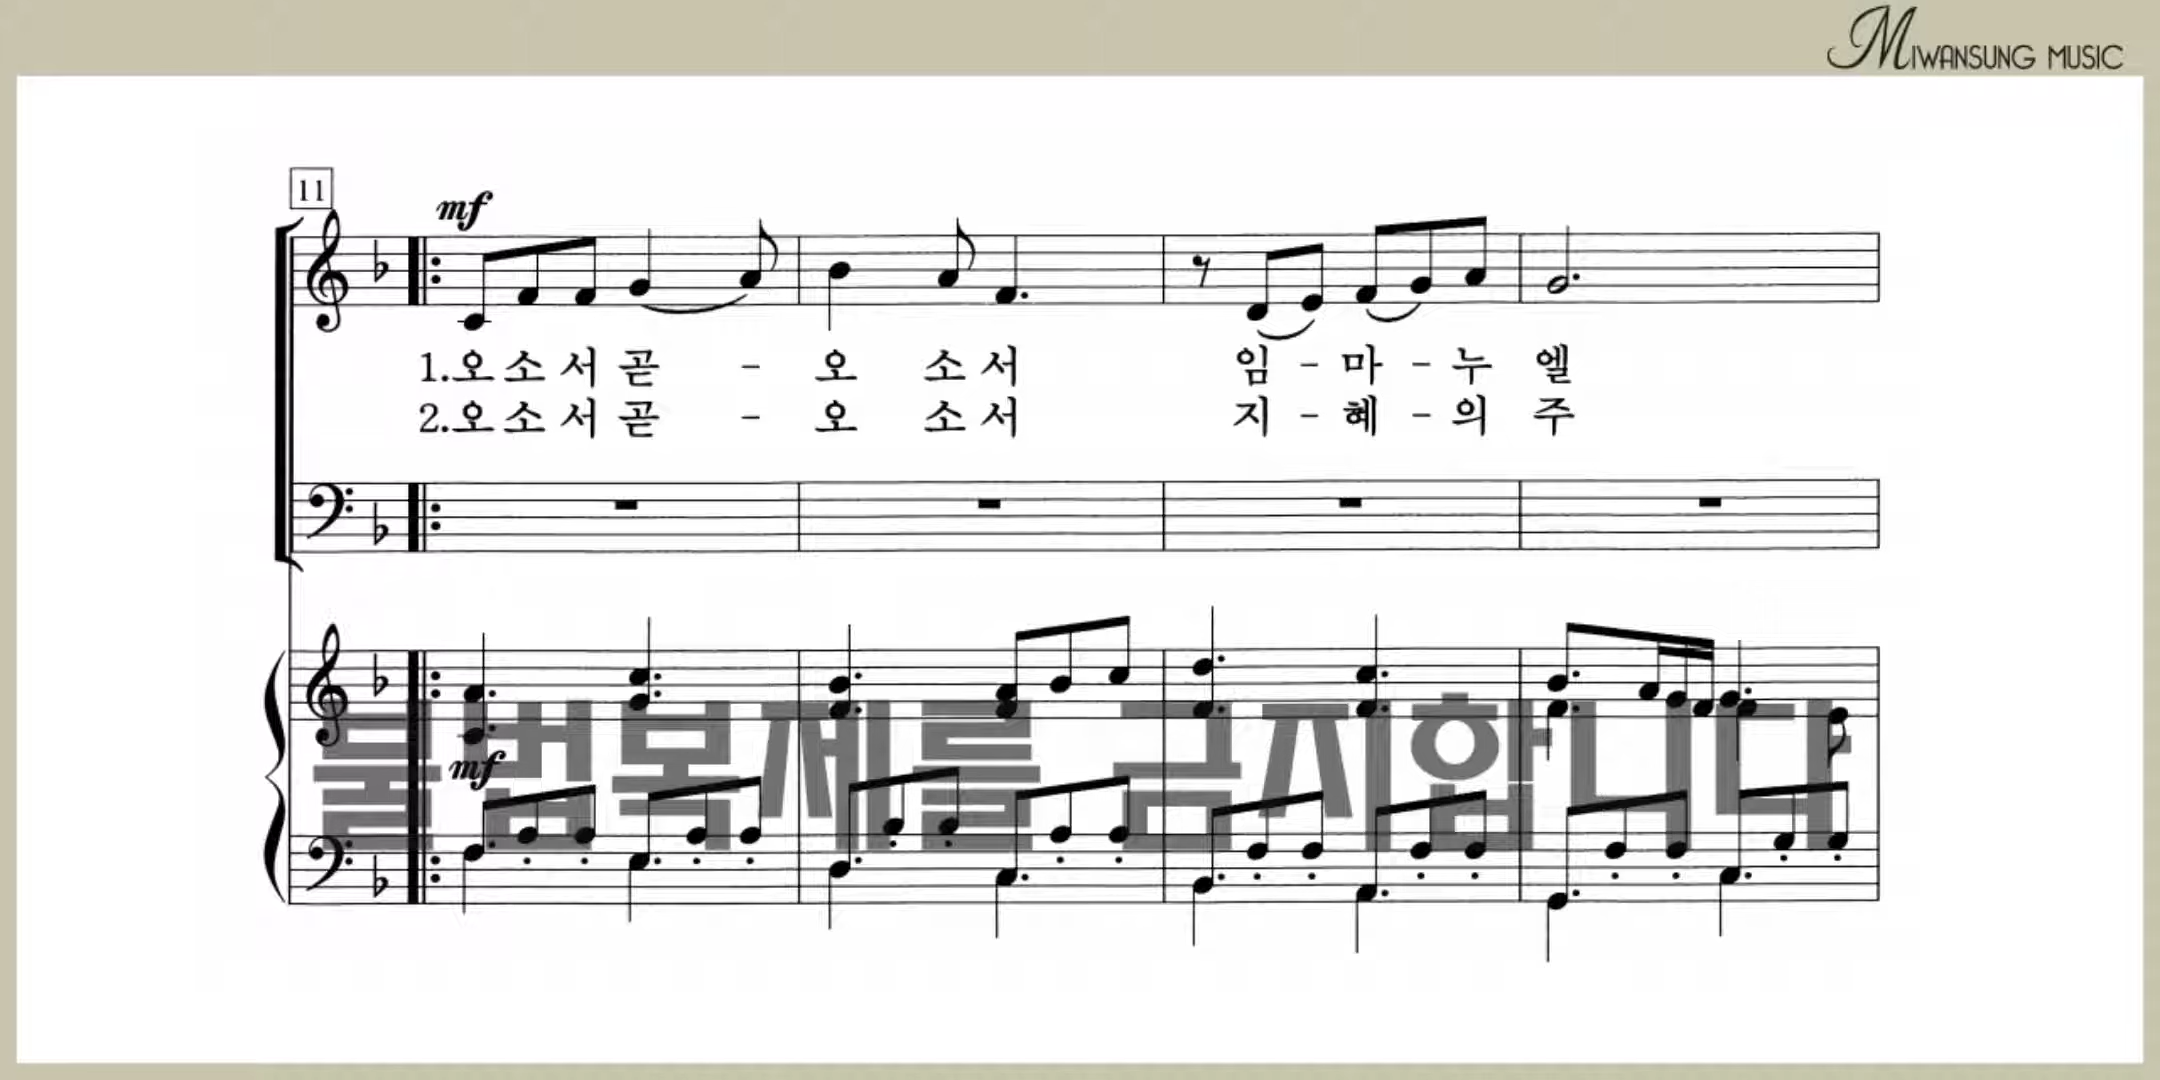 MIWANSUNG MUSIC
11
mf
1.오 소 서 곧 - 오 소 서 임 - 마 - 누 엘
2.오 소 서 곧 - 오 소 서 지 - 혜 - 의 주
불법복제를 금지합니다
mf